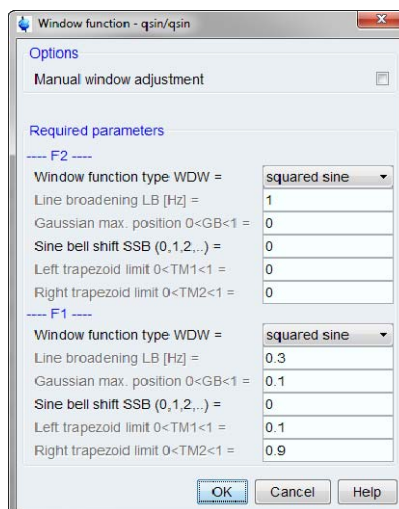 Window function - qsin/qsin
Options
Manual window adjustment
Required parameters
---- F2 ----
Window function type WDW = squared sine
Line broadening LB [Hz] = 1
Gaussian max. position 0<GB<1 = 0
Sine bell shift SSB (0,1,2,..) = 0
Left trapezoid limit 0<TM1<1 = 0
Right trapezoid limit 0<TM2<1 = 0
---- F1 ----
Window function type WDW = squared sine
Line broadening LB [Hz] = 0.3
Gaussian max. position 0<GB<1 = 0.1
Sine bell shift SSB (0,1,2,..) = 0
Left trapezoid limit 0<TM1<1 = 0.1
Right trapezoid limit 0<TM2<1 = 0.9
OK Cancel Help